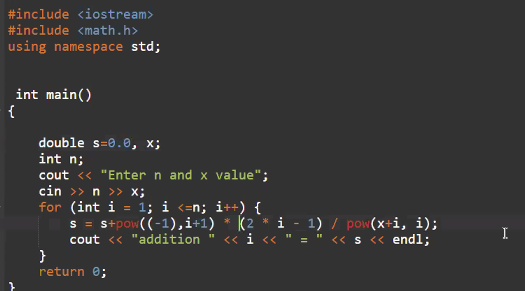 #include <iostream>
#include <math.h>
using namespace std;
int main()
{
double s=0.0, x;
int n;
cout << "Enter n and x value";
cin >> n >> x;
for (int i = 1; i <=n; i++) {
s = s+pow((-1),i+1) * (2 * i - 1) / pow(x+i, i);
cout << "addition " << i << " = " << s << endl;
}
return 0;
}